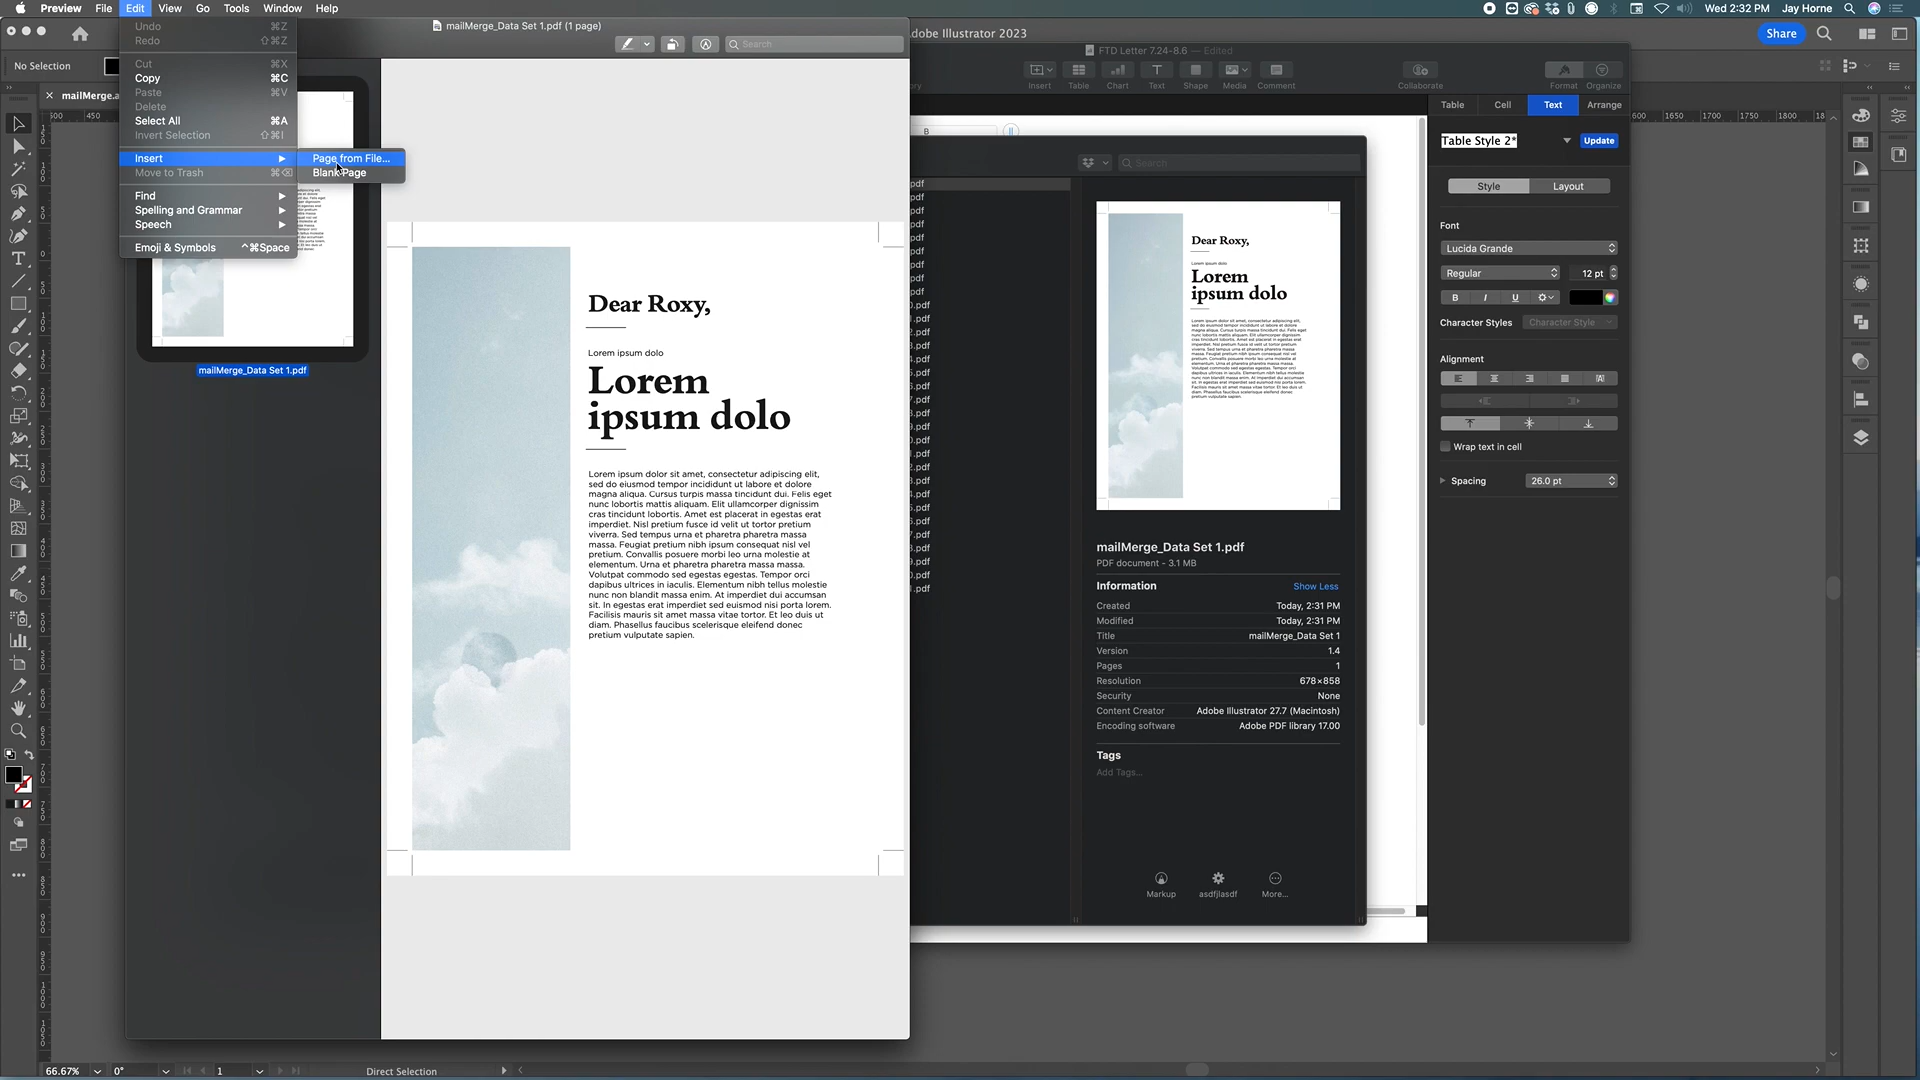 Preview File Edit View Go Tools Window Help
Wed 2:32 PM Jay Horne
Undo ⌘Z
Redo ⇧⌘Z
Cut ⌘X
Copy ⌘C
Paste ⌘V
Delete
Select All ⌘A
Invert Selection ⇧⌘I
Insert
Move to Trash ⌘⌫
Find
Spelling and Grammar
Speech
Emoji & Symbols ^⌘Space
Page from File...
Blank Page
No Selection
mailMerge.a
mailMerge_Data Set 1.pdf
mailMerge_Data Set 1.pdf (1 page)
Search
Dear Roxy,
Lorem ipsum dolo
Lorem
ipsum dolo
Lorem ipsum dolor sit amet, consectetur adipiscing elit,
sed do eiusmod tempor incididunt ut labore et dolore
magna aliqua. Cursus turpis massa tincidunt dui. Felis eget
nunc lobortis mattis aliquam. Elit ullamcorper dignissim
cras tincidunt lobortis. Amet est placerat in egestas erat
imperdiet. Nisl pretium fusce id velit ut tortor pretium
viverra. Sed tempus urna et pharetra pharetra massa
massa. Feugiat pretium nibh ipsum consequat nisl vel
pretium. Convallis posuere morbi leo urna molestie at
elementum. Urna et pharetra pharetra massa massa.
Volutpat commodo sed egestas egestas. Tempor orci
dapibus ultrices in iaculis. Elementum nibh tellus molestie
nunc non blandit massa enim. At imperdiet dui accumsan
sit. In egestas erat imperdiet sed euismod nisi porta lorem.
Facilisis mauris sit amet massa vitae tortor. Et leo duis ut
diam. Phasellus faucibus scelerisque eleifend donec
pretium vulputate sapien.
dobe Illustrator 2023
Share
FTD Letter 7.24-8.6 — Edited
Insert Table Chart Text Shape Media Comment
Collaborate
Format Organize
B
Search
Dear Roxy,
Lorem ipsum dolo
Lorem
ipsum dolo
mailMerge_Data Set 1.pdf
PDF document - 3.1 MB
Information Show Less
Created Today, 2:31 PM
Modified Today, 2:31 PM
Title mailMerge_Data Set 1
Version 1.4
Pages 1
Resolution 678×858
Security None
Content Creator Adobe Illustrator 27.7 (Macintosh)
Encoding software Adobe PDF library 17.00
Tags
Add Tags...
Markup asdfjlasdf More...
Table Cell Text Arrange
Table Style 2* Update
Style Layout
Font
Lucida Grande
Regular 12 pt
B I U
Character Styles Character Style
Alignment
Wrap text in cell
Spacing 26.0 pt
1600 1650 1700 1750 1800
66.67% 0° 1 Direct Selection